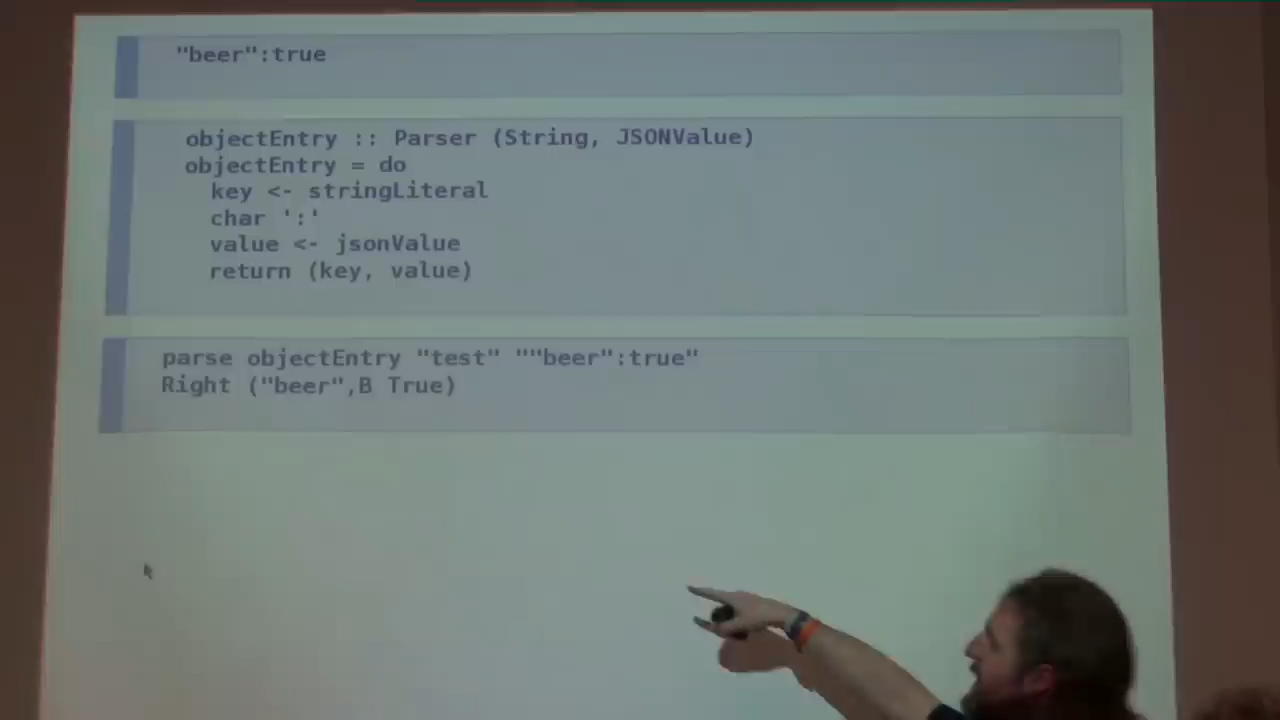 "beer":true
objectEntry :: Parser (String, JSONValue)
objectEntry = do
key <- stringLiteral
char ':'
value <- jsonValue
return (key, value)
parse objectEntry "test" ""beer":true"
Right ("beer",B True)